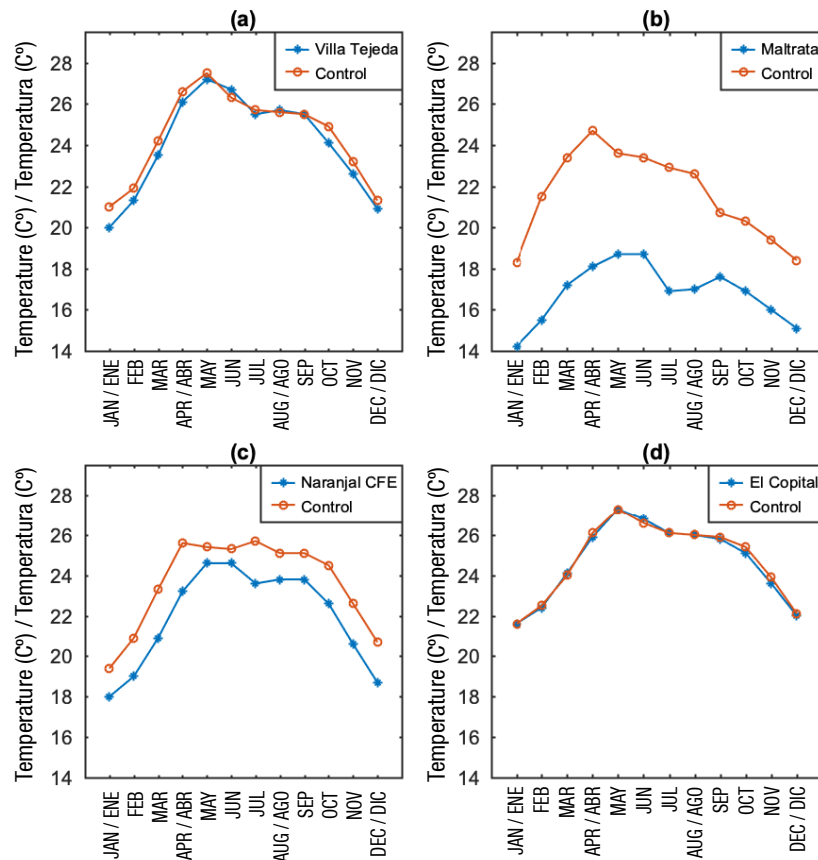 (a)
Temperature (Cº) / Temperatura (Cº)
28
26
24
22
20
18
16
14
Villa Tejeda
Control
JAN / ENE
FEB
MAR
APR / ABR
MAY
JUN
JUL
AUG / AGO
SEP
OCT
NOV
DEC / DIC
(b)
Temperature (Cº) / Temperatura (Cº)
28
26
24
22
20
18
16
14
Maltrata
Control
JAN / ENE
FEB
MAR
APR / ABR
MAY
JUN
JUL
AUG / AGO
SEP
OCT
NOV
DEC / DIC
(c)
Temperature (Cº) / Temperatura (Cº)
28
26
24
22
20
18
16
14
Naranjal CFE
Control
JAN / ENE
FEB
MAR
APR / ABR
MAY
JUN
JUL
AUG / AGO
SEP
OCT
NOV
DEC / DIC
(d)
Temperature (Cº) / Temperatura (Cº)
28
26
24
22
20
18
16
14
El Copital
Control
JAN / ENE
FEB
MAR
APR / ABR
MAY
JUN
JUL
AUG / AGO
SEP
OCT
NOV
DEC / DIC